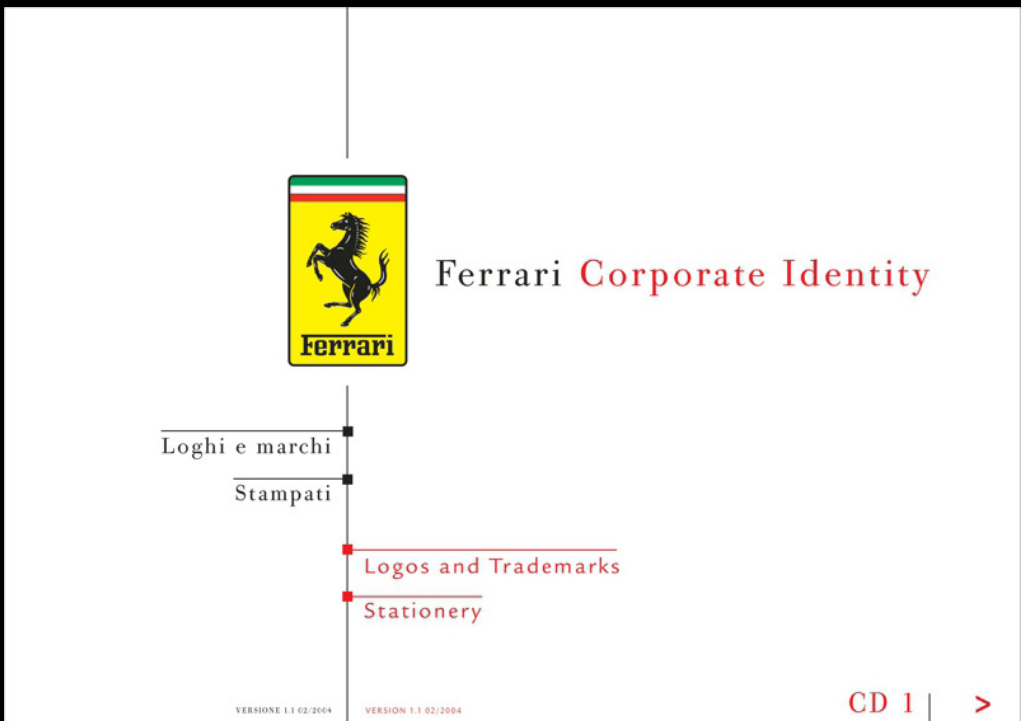 Ferrari
Ferrari Corporate Identity
Loghi e marchi
Stampati
Logos and Trademarks
Stationery
VERSIONE 1.1 02/2004
VERSION 1.1 02/2004
CD 1 | >